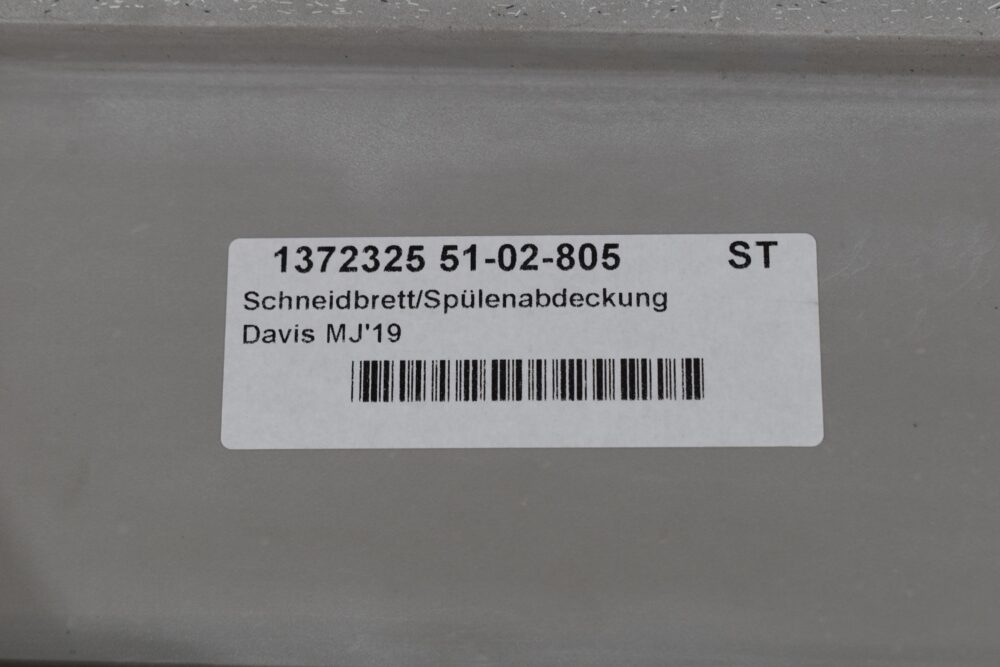 1372325 51-02-805 ST
Schneidbrett/Spülenabdeckung
Davis MJ'19